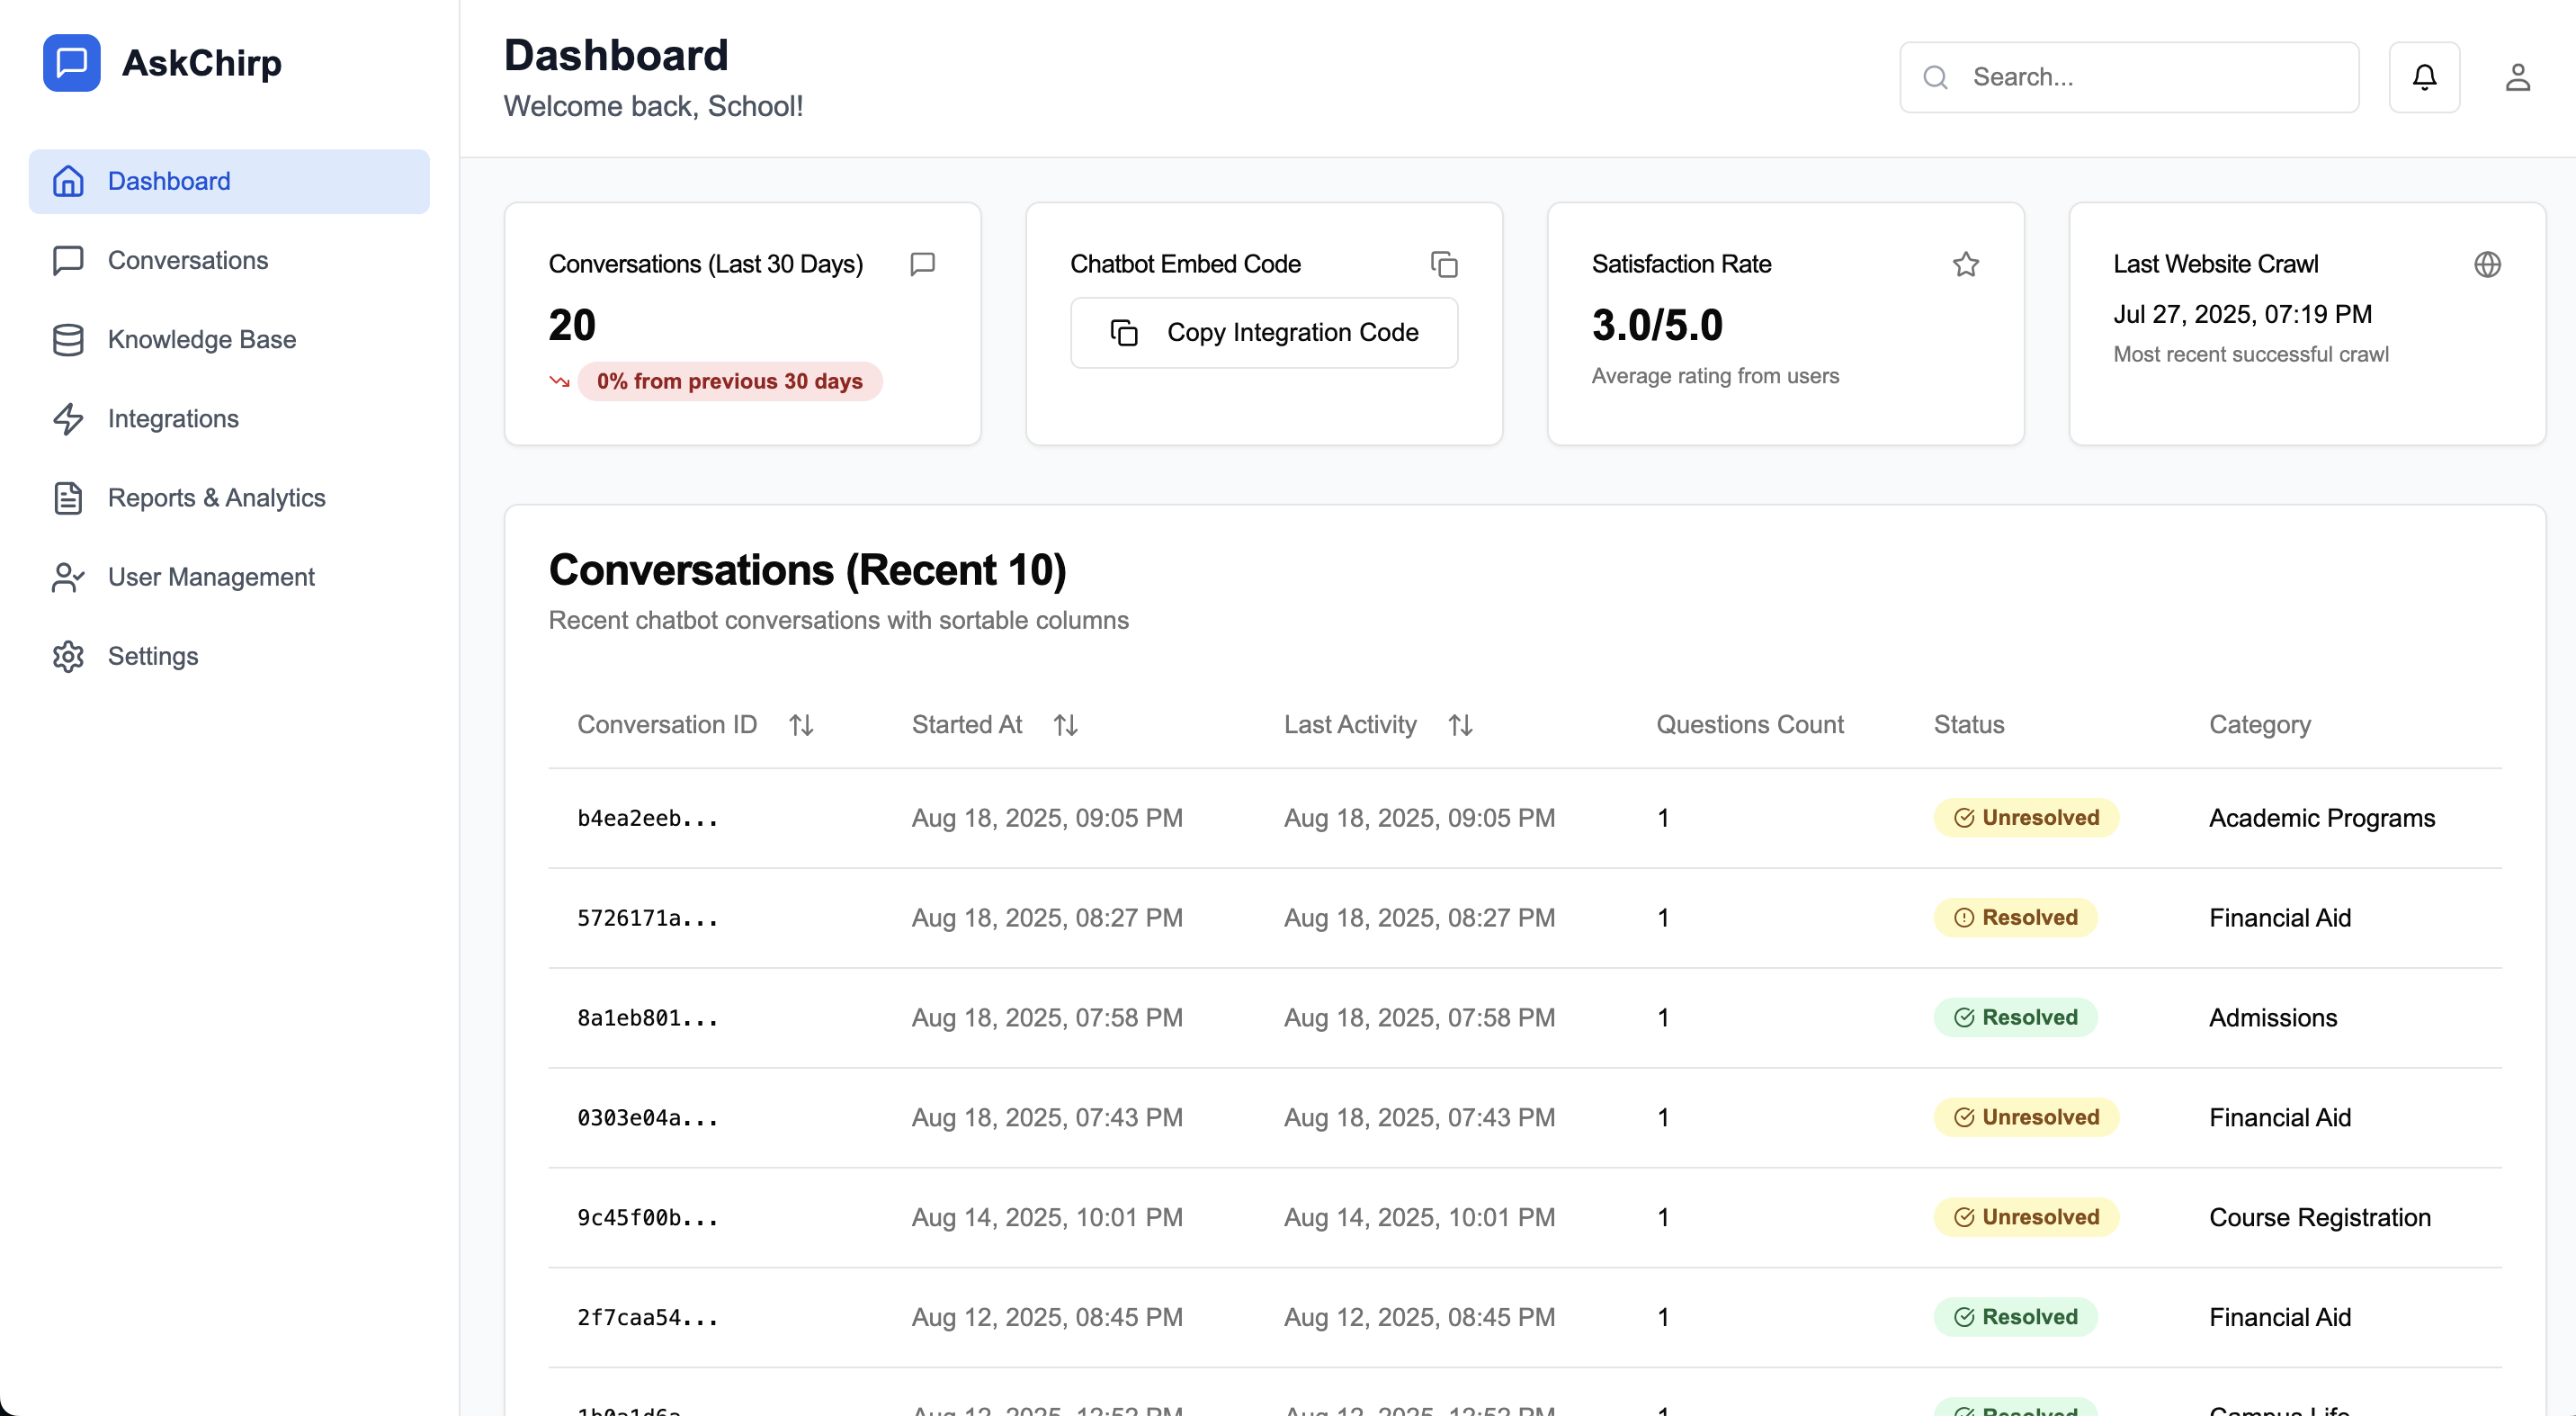 AskChirp
Dashboard
Conversations
Knowledge Base
Integrations
Reports & Analytics
User Management
Settings
Dashboard
Welcome back, School!
Search...
Conversations (Last 30 Days)
20
0% from previous 30 days
Chatbot Embed Code
Copy Integration Code
Satisfaction Rate
3.0/5.0
Average rating from users
Last Website Crawl
Jul 27, 2025, 07:19 PM
Most recent successful crawl
Conversations (Recent 10)
Recent chatbot conversations with sortable columns
Conversation ID Started At Last Activity Questions Count Status Category
b4ea2eeb... Aug 18, 2025, 09:05 PM Aug 18, 2025, 09:05 PM 1 Unresolved Academic Programs
5726171a... Aug 18, 2025, 08:27 PM Aug 18, 2025, 08:27 PM 1 Resolved Financial Aid
8a1eb801... Aug 18, 2025, 07:58 PM Aug 18, 2025, 07:58 PM 1 Resolved Admissions
0303e04a... Aug 18, 2025, 07:43 PM Aug 18, 2025, 07:43 PM 1 Unresolved Financial Aid
9c45f00b... Aug 14, 2025, 10:01 PM Aug 14, 2025, 10:01 PM 1 Unresolved Course Registration
2f7caa54... Aug 12, 2025, 08:45 PM Aug 12, 2025, 08:45 PM 1 Resolved Financial Aid
Resolved Campus Life